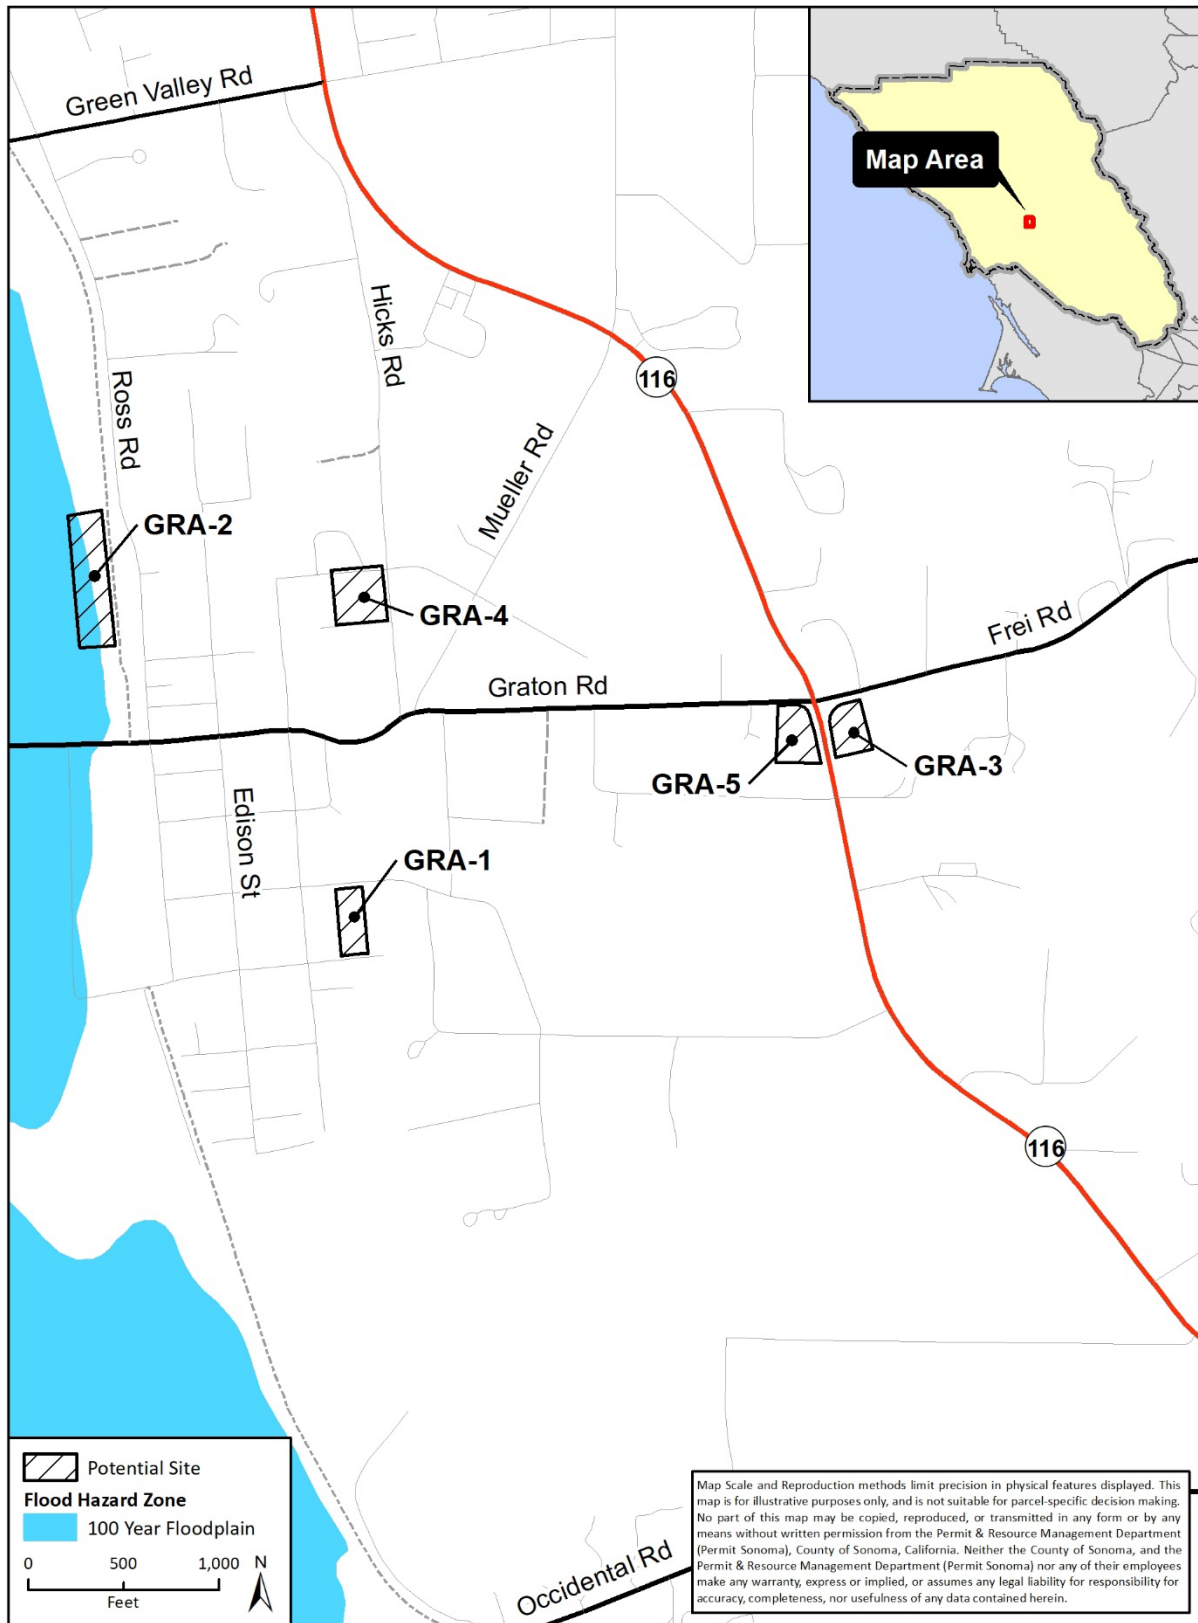 Green Valley Rd
Map Area
Hicks Rd
Ross Rd
116
Mueller Rd
GRA-2
GRA-4
Frei Rd
Graton Rd
GRA-5
GRA-3
Edison St
GRA-1
116
Potential Site
Flood Hazard Zone
100 Year Floodplain
0 500 1,000
Feet
N
Occidental Rd
Map Scale and Reproduction methods limit precision in physical features displayed. This
map is for illustrative purposes only, and is not suitable for parcel-specific decision making.
No part of this map may be copied, reproduced, or transmitted in any form or by any
means without written permission from the Permit & Resource Management Department
(Permit Sonoma), County of Sonoma, California. Neither the County of Sonoma, and the
Permit & Resource Management Department (Permit Sonoma) nor any of their employees
make any warranty, express or implied, or assumes any legal liability for responsibility for
accuracy, completeness, nor usefulness of any data contained herein.